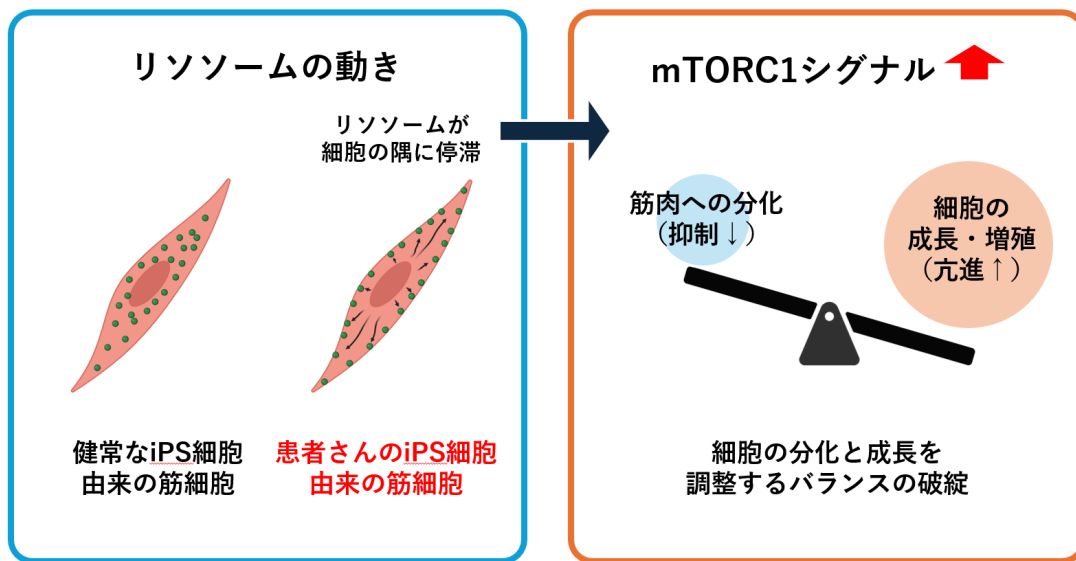 リソソームの動き
リソソームが
細胞の隅に停滞
健常なiPS細胞
由来の筋細胞
患者さんのiPS細胞
由来の筋細胞
mTORC1シグナル
筋肉への分化
（抑制↓）
細胞の
成長・増殖
（亢進↑）
細胞の分化と成長を
調整するバランスの破綻